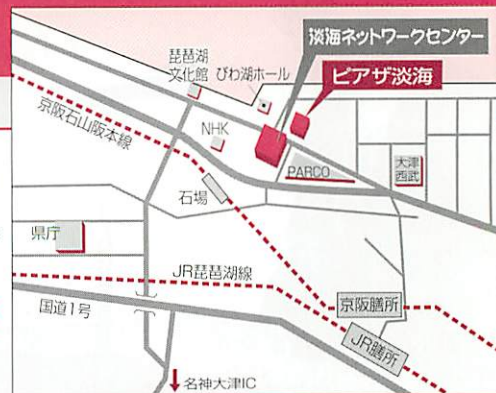 淡海ネットワークセンター
琵琶湖
文化館
びわ湖ホール
ピアザ淡海
京阪石山阪本線
NHK
PARCO
大津
西武
石場
県庁
JR琵琶湖線
国道1号
京阪膳所
JR膳所
名神大津IC